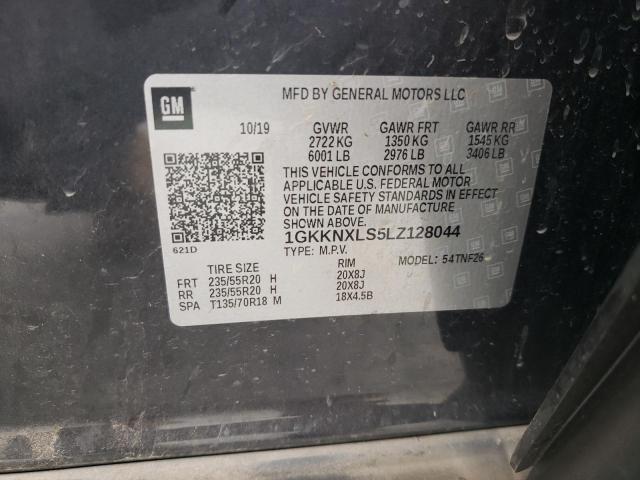 GM
MFD BY GENERAL MOTORS LLC
10/19 GVWR GAWR FRT GAWR RR
2722 KG 1350 KG 1545 KG
6001 LB 2976 LB 3406 LB
THIS VEHICLE CONFORMS TO ALL
APPLICABLE U.S. FEDERAL MOTOR
VEHICLE SAFETY STANDARDS IN EFFECT
ON THE DATE OF MANUFACTURE
SHOWN ABOVE.
621D
1GKKNXLS5LZ128044
TYPE: M.P.V. MODEL: 54TNF26
TIRE SIZE RIM
FRT 235/55R20 H 20X8J
RR 235/55R20 H 20X8J
SPA T135/70R18 M 18X4.5B